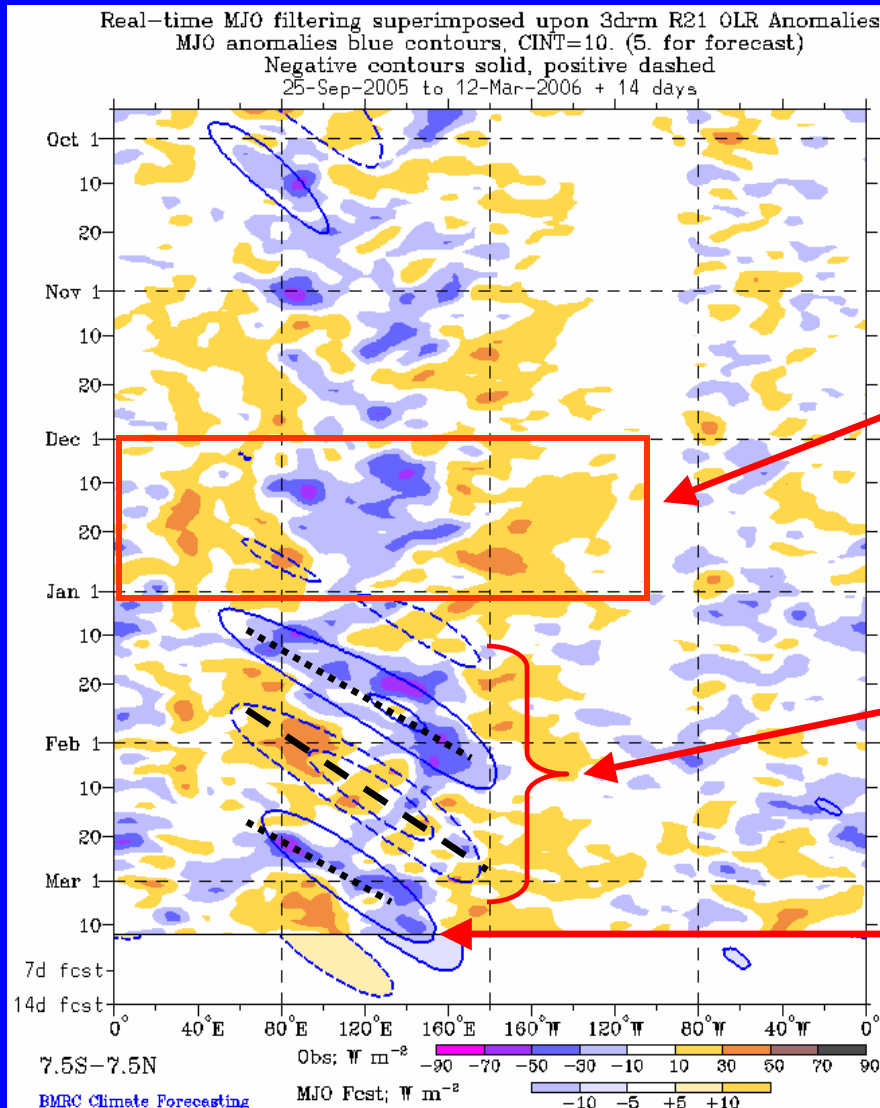 Real-time MJO filtering superimposed upon 3drm R21 OLR Anomalies
MJO anomalies blue contours, CINT=10. (5. for forecast)
Negative contours solid, positive dashed
25-Sep-2005 to 12-Mar-2006 + 14 days
Oct 1
10
20
Nov 1
10
20
Dec 1
10
20
Jan 1
10
20
Feb 1
10
20
Mar 1
10
7d fcst
14d fcst
0° 40°E 80°E 120°E 160°E 160°W 120°W 80°W 40°W 0°
7.5S-7.5N
Obs; W m⁻²
-90 -70 -50 -30 -10 10 30 50 70 90
BMRC Climate Forecasting
MJO Fcst; W m⁻²
-10 -5 +5 +10